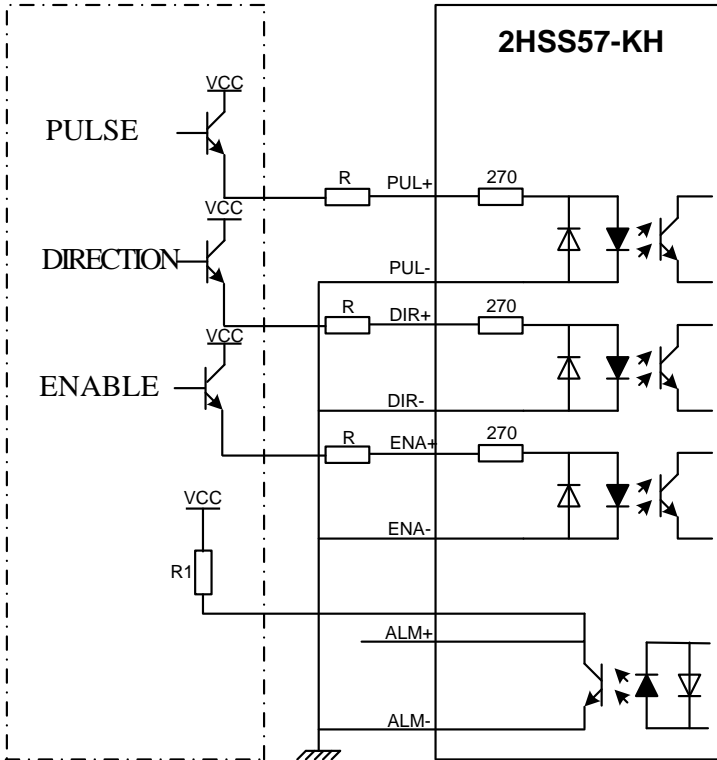 2HSS57-KH
VCC
PULSE
R
PUL+
270
VCC
DIRECTION
PUL-
R
DIR+
270
VCC
ENABLE
DIR-
R
ENA+
270
VCC
ENA-
R1
ALM+
ALM-